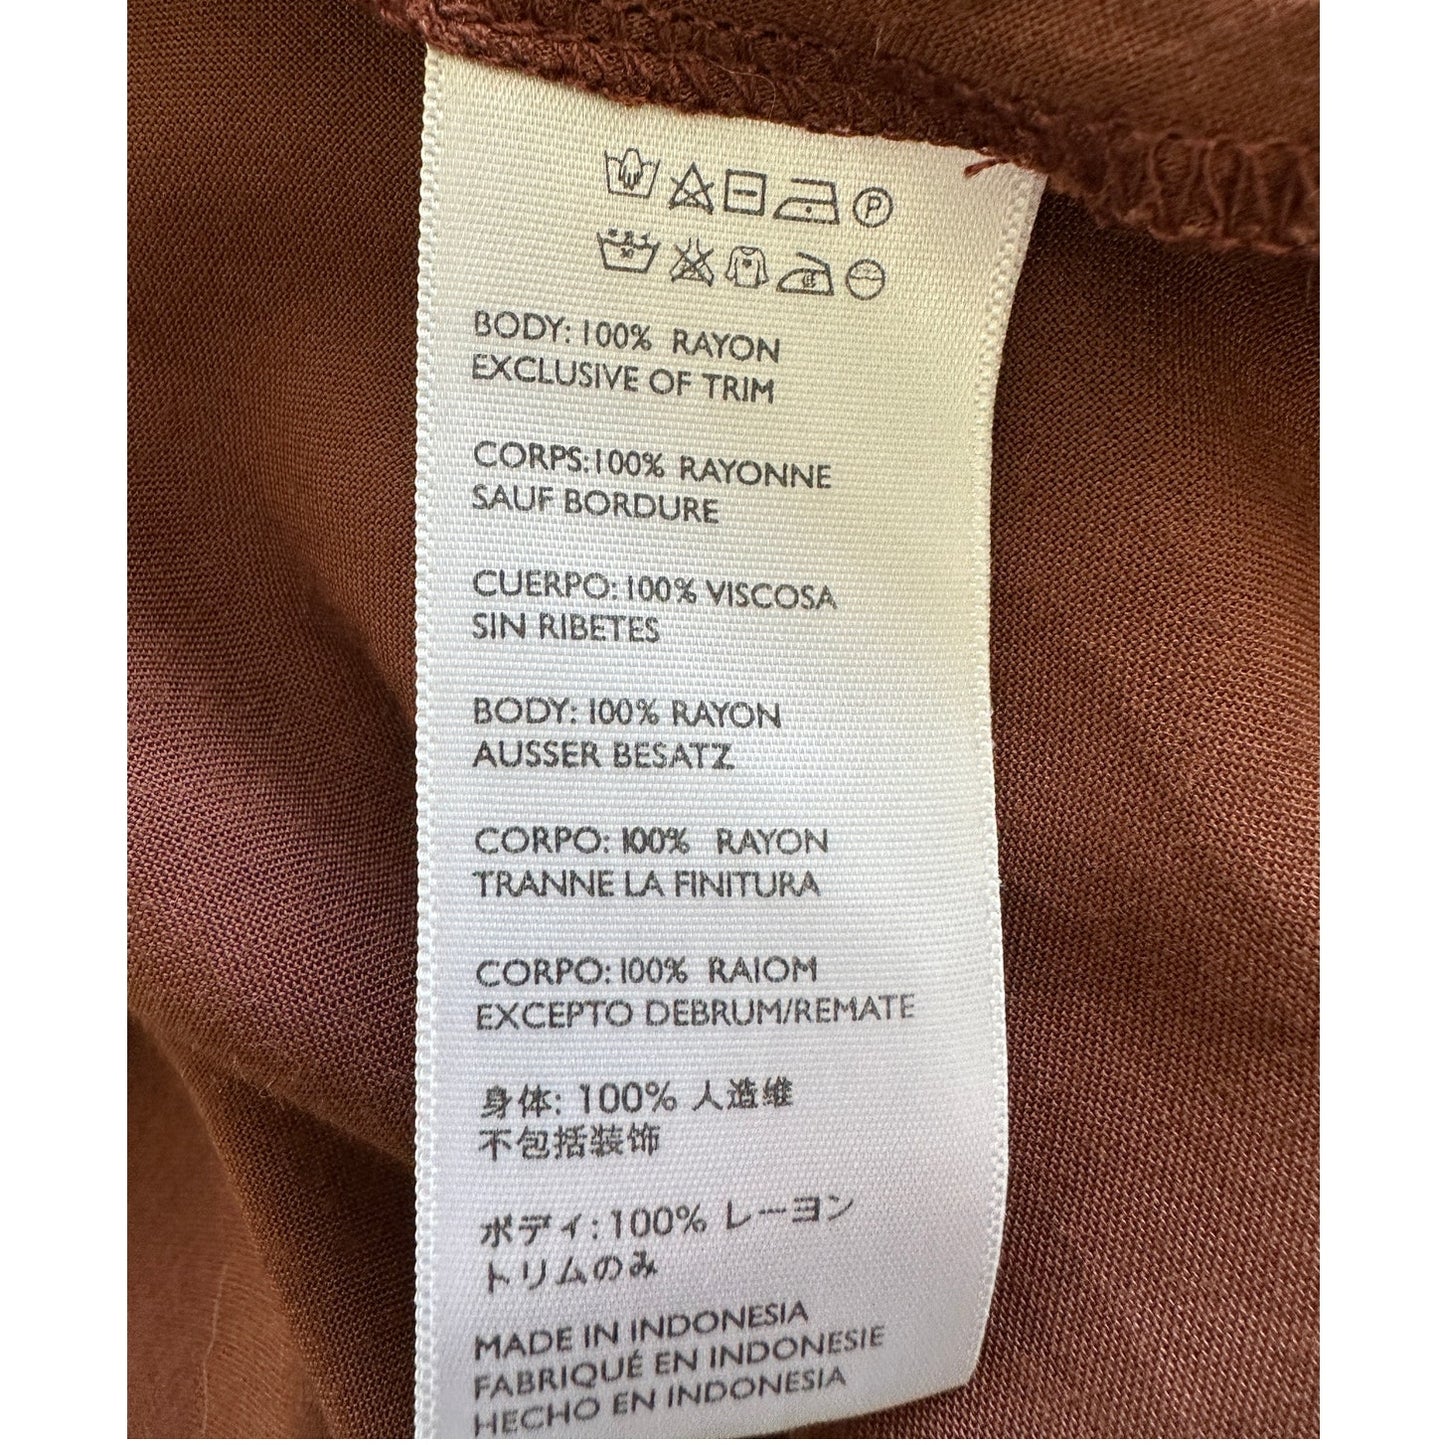 P
30
BODY: 100% RAYON
EXCLUSIVE OF TRIM
CORPS: 100% RAYONNE
SAUF BORDURE
CUERPO: 100% VISCOSA
SIN RIBETES
BODY: 100% RAYON
AUSSER BESATZ
CORPO: 100% RAYON
TRANNE LA FINITURA
CORPO: 100% RAIOM
EXCEPTO DEBRUM/REMATE
身体: 100% 人造维
不包括装饰
ボディ: 100% レーヨン
トリムのみ
MADE IN INDONESIA
FABRIQUÉ EN INDONESIE
HECHO EN INDONESIA